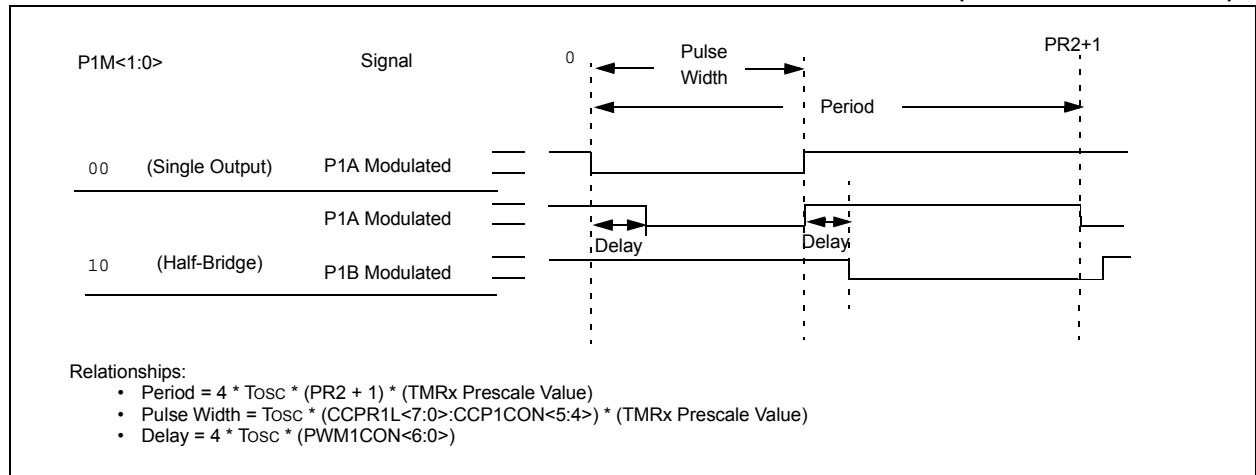 P1M<1:0> Signal 0 Pulse Width PR2+1
Period
00 (Single Output) P1A Modulated
P1A Modulated
Delay Delay
10 (Half-Bridge) P1B Modulated
Relationships:
• Period = 4 * TOSC * (PR2 + 1) * (TMRx Prescale Value)
• Pulse Width = TOSC * (CCPR1L<7:0>:CCP1CON<5:4>) * (TMRx Prescale Value)
• Delay = 4 * TOSC * (PWM1CON<6:0>)